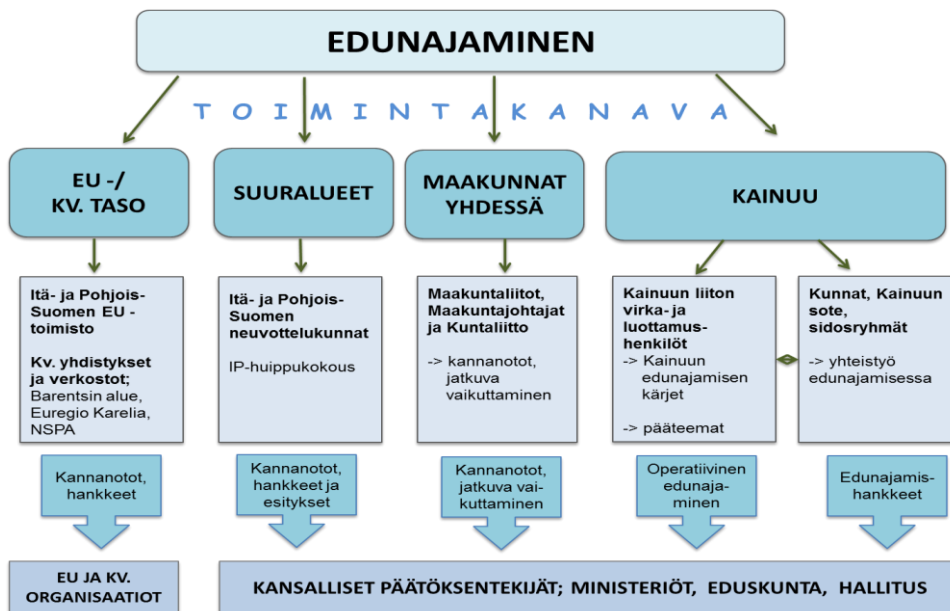 EDUNAJAMINEN
TOIMINTAKANAVA
EU -/
KV. TASO
SUURALUEET
MAAKUNNAT
YHDESSÄ
KAINUU
Itä- ja Pohjois-
Suomen EU -
toimisto
Kv. yhdistykset
ja verkostot;
Barentsin alue,
Euregio Karelia,
NSPA
Itä- ja Pohjois-
Suomen
neuvottelukunnat
IP-huippukokous
Maakuntaliitot,
Maakuntajohtajat
ja Kuntaliitto
-> kannanotot,
jatkuva
vaikuttaminen
Kainuun liiton
virka- ja
luottamus-
henkilöt
-> Kainuun
edunajamisen
kärjet
-> pääteemat
Kunnat, Kainuun
sote,
sidosryhmät
-> yhteistyö
edunajamisessa
Kannanotot,
hankkeet
Kannanotot,
hankkeet ja
esitykset
Kannanotot,
jatkuva vai-
kuttaminen
Operatiivinen
edunaja-
minen
Edunajamis-
hankkeet
EU JA KV.
ORGANISAATIOT
KANSALLISET PÄÄTÖKSENTEKIJÄT; MINISTERIÖT, EDUSKUNTA, HALLITUS